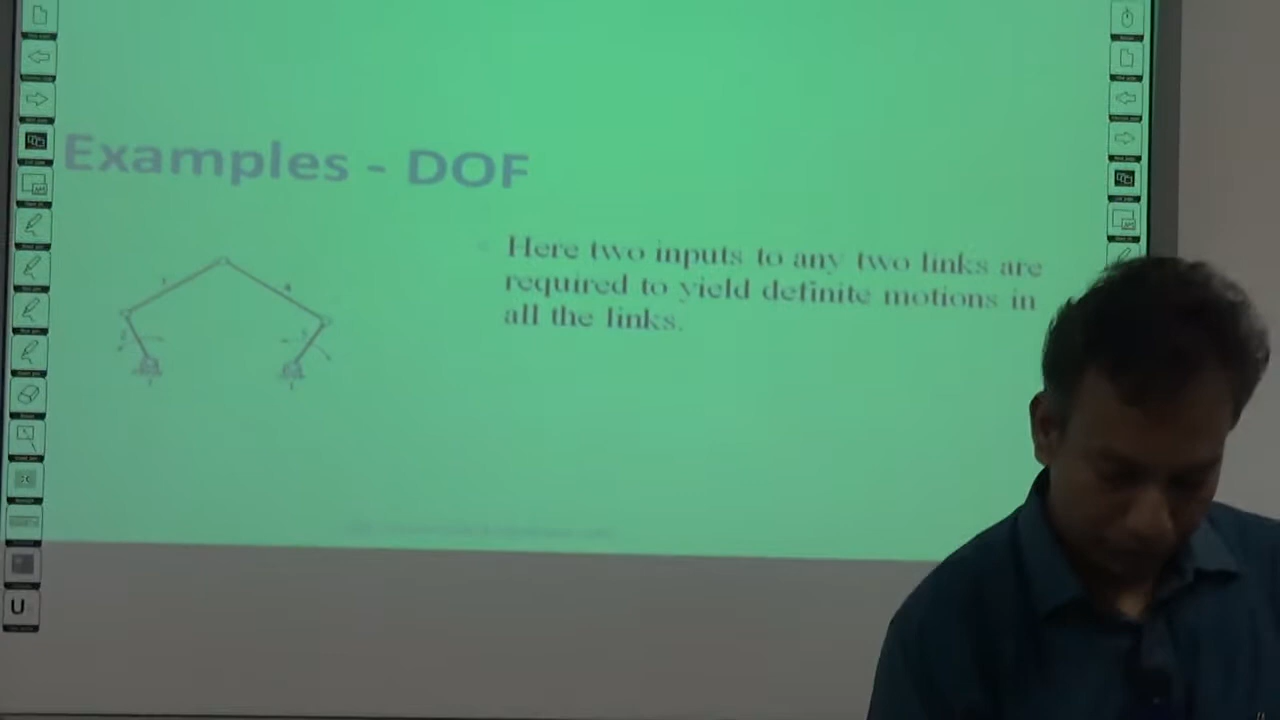 Examples - DOF
Here two inputs to any two links are
required to yield definite motions in
all the links.
U